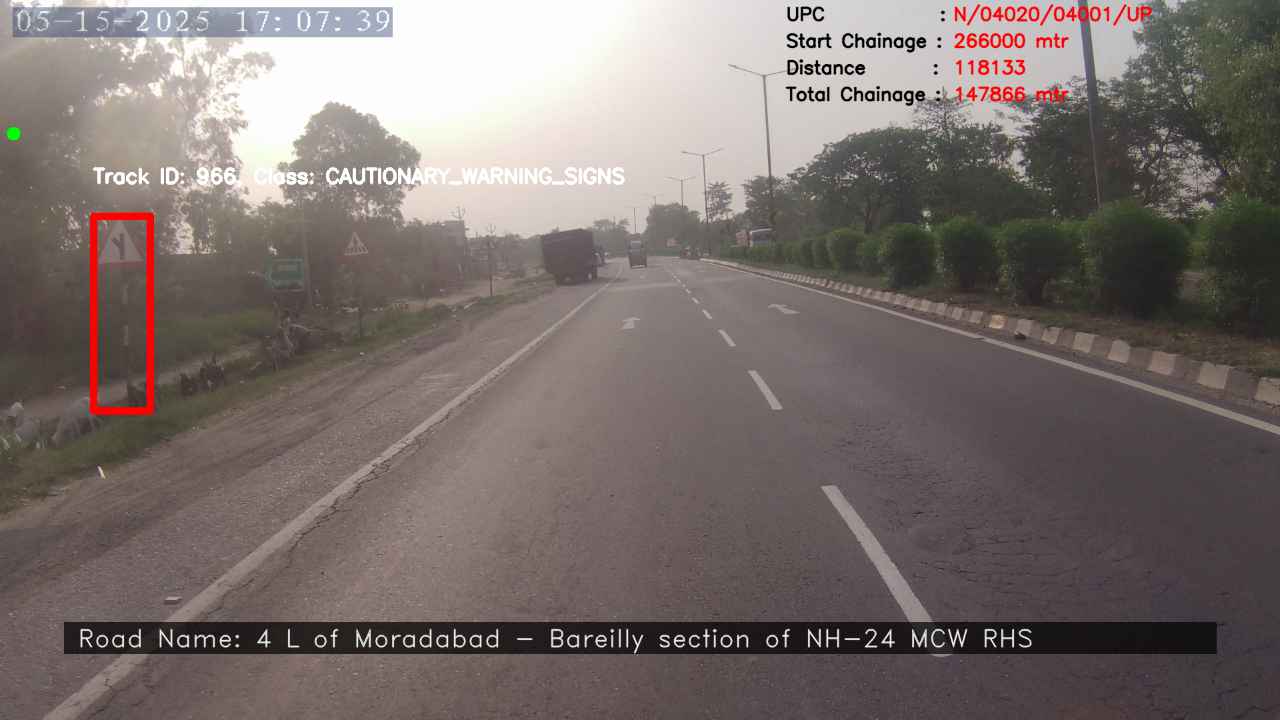 05-15-2025 17:07:39
UPC : N/04020/04001/UP
Start Chainage : 266000 mtr
Distance : 118133
Total Chainage : 147866 mtr
Track ID: 966, Class: CAUTIONARY_WARNING_SIGNS
Road Name: 4 L of Moradabad - Bareilly section of NH-24 MCW RHS